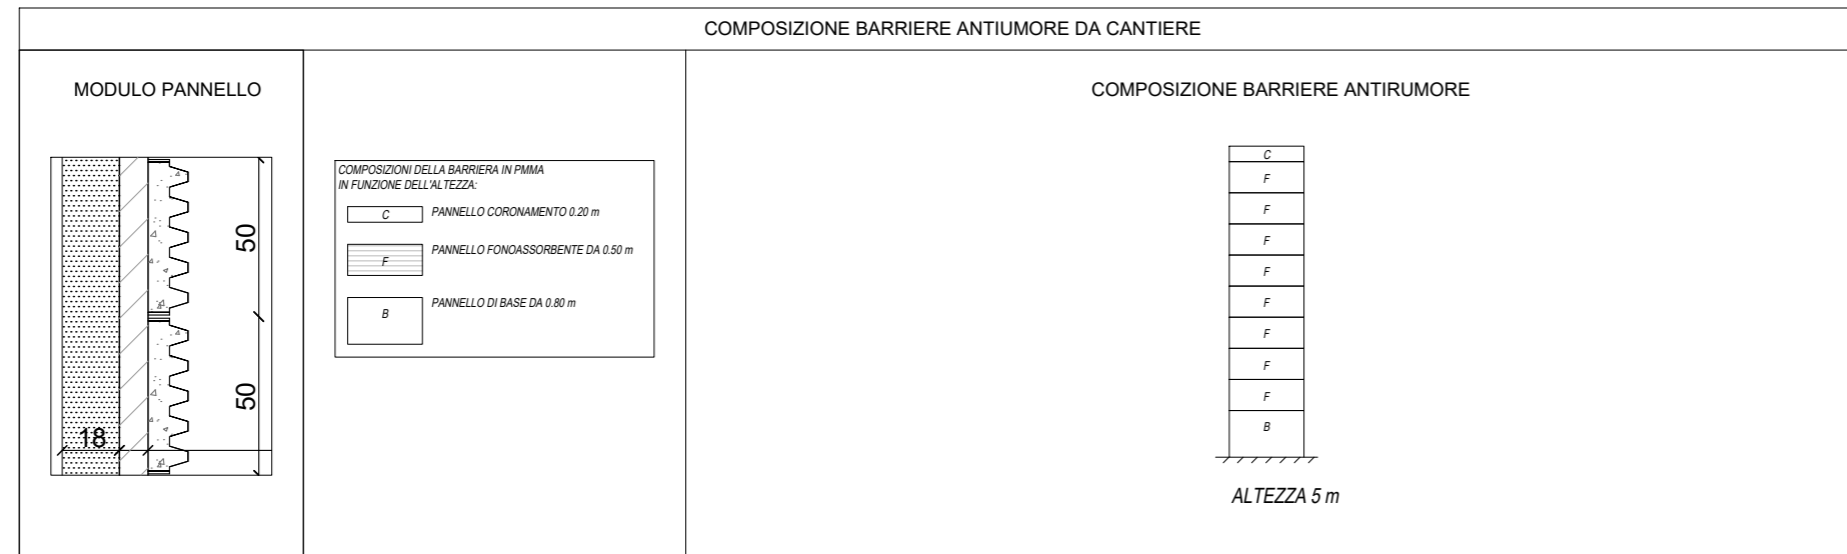 COMPOSIZIONE BARRIERE ANTIUMORE DA CANTIERE
MODULO PANNELLO
50
50
18
COMPOSIZIONI DELLA BARRIERA IN PMMA
IN FUNZIONE DELL'ALTEZZA:
C PANNELLO CORONAMENTO 0.20 m
F PANNELLO FONOASSORBENTE DA 0.50 m
B PANNELLO DI BASE DA 0.80 m
COMPOSIZIONE BARRIERE ANTIRUMORE
C
F
F
F
F
F
F
F
F
B
ALTEZZA 5 m